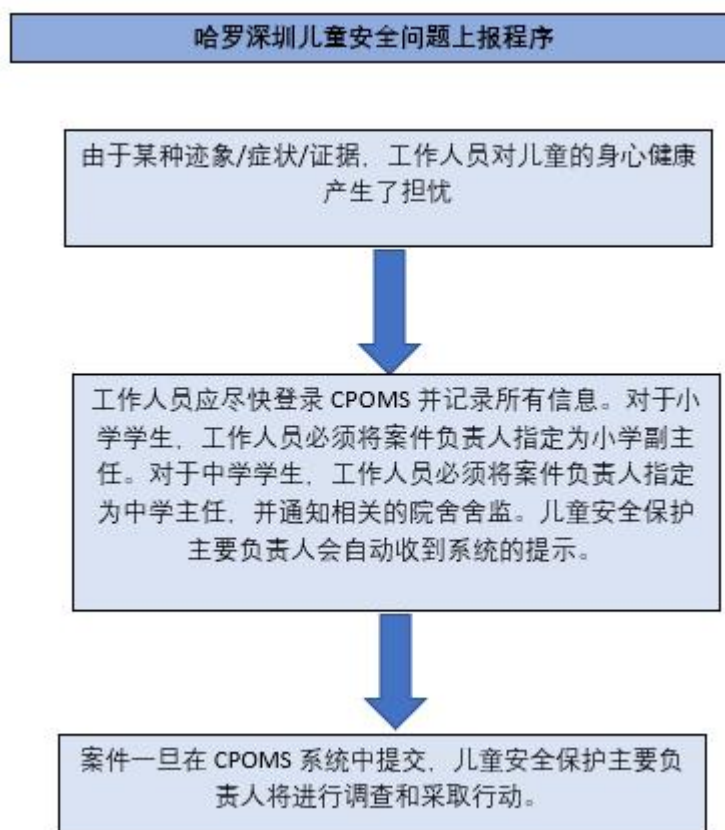 哈罗深圳儿童安全问题上报程序
由于某种迹象/症状/证据，工作人员对儿童的身心健康
产生了担忧
工作人员应尽快登录 CPOMS 并记录所有信息。对于小
学学生，工作人员必须将案件负责人指定为小学副主
任。对于中学学生，工作人员必须将案件负责人指定
为中学主任，并通知相关的院舍舍监。儿童安全保护
主要负责人会自动收到系统的提示。
案件一旦在 CPOMS 系统中提交，儿童安全保护主要负
责人将进行调查和采取行动。